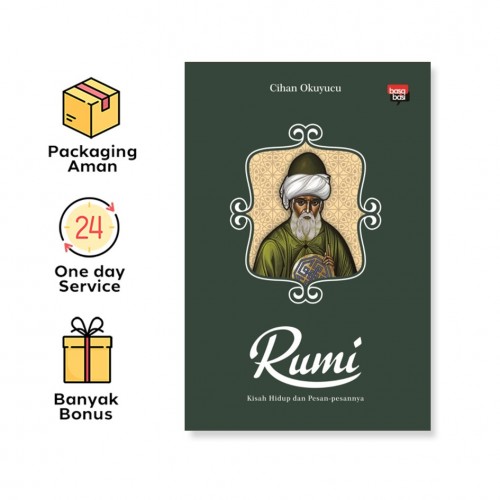 Packaging
Aman
24
One day
Service
Banyak
Bonus
Cihan Okuyucu
basa
basi
Rumi
Kisah Hidup dan Pesan-pesannya